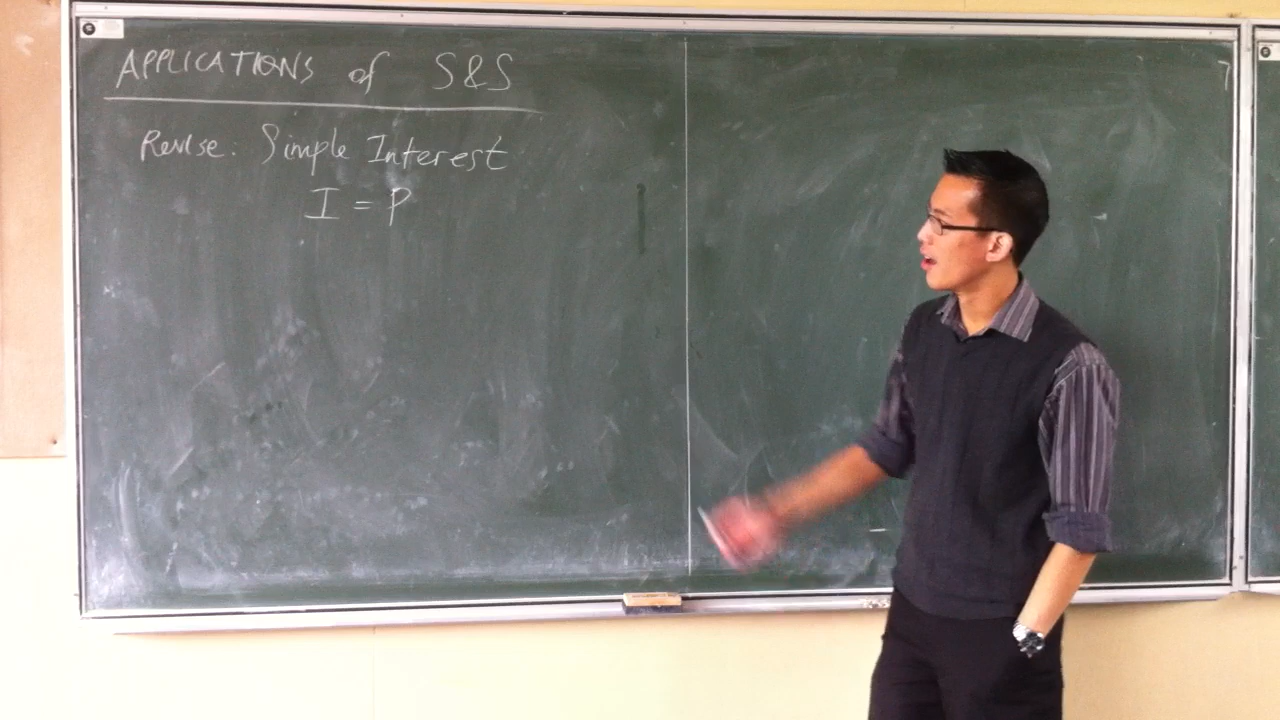 APPLICATIONS of S&S
Revise: Simple Interest
I = P